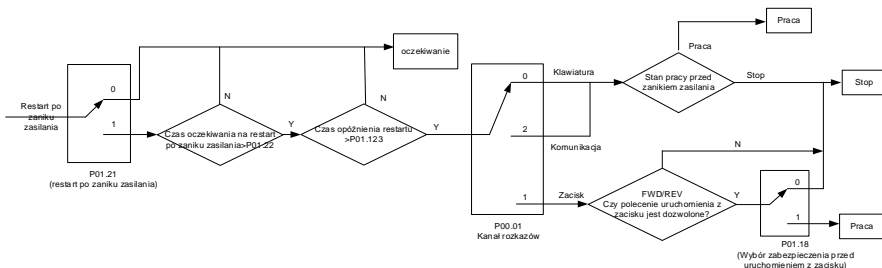 Praca
Praca
oczekiwanie
0
N
N
Restart po
zaniku
zasilania
1
Czas oczekiwania na restart
po zaniku zasilania>P01.22
Y
Czas opóźnienia restartu
>P01.123
Y
P01.21
(restart po zaniku zasilania)
0
Klawiatura
2
Komunikacja
1
Zacisk
P00.01
Kanał rozkazów
Stan pracy przed
zanikiem zasilania
Stop
Stop
N
FWD/REV
Czy polecenie uruchomienia z
zacisku jest dozwolone?
Y
0
1
Praca
P01.18
(Wybór zabezpieczenia przed
uruchomieniem z zacisku)